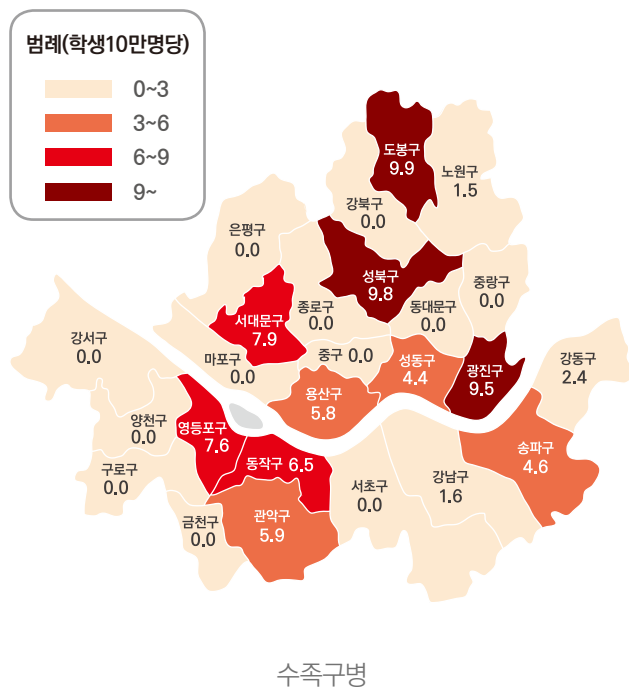 범례(학생10만명당)
0~3
3~6
6~9
9~
도봉구
9.9
노원구
1.5
강북구
0.0
은평구
0.0
성북구
9.8
중랑구
0.0
종로구
0.0
동대문구
0.0
서대문구
7.9
강서구
0.0
마포구
0.0
중구 0.0
성동구
4.4
광진구
9.5
강동구
2.4
용산구
5.8
양천구
0.0
영등포구
7.6
송파구
4.6
동작구 6.5
구로구
0.0
서초구
0.0
강남구
1.6
금천구
0.0
관악구
5.9
수족구병